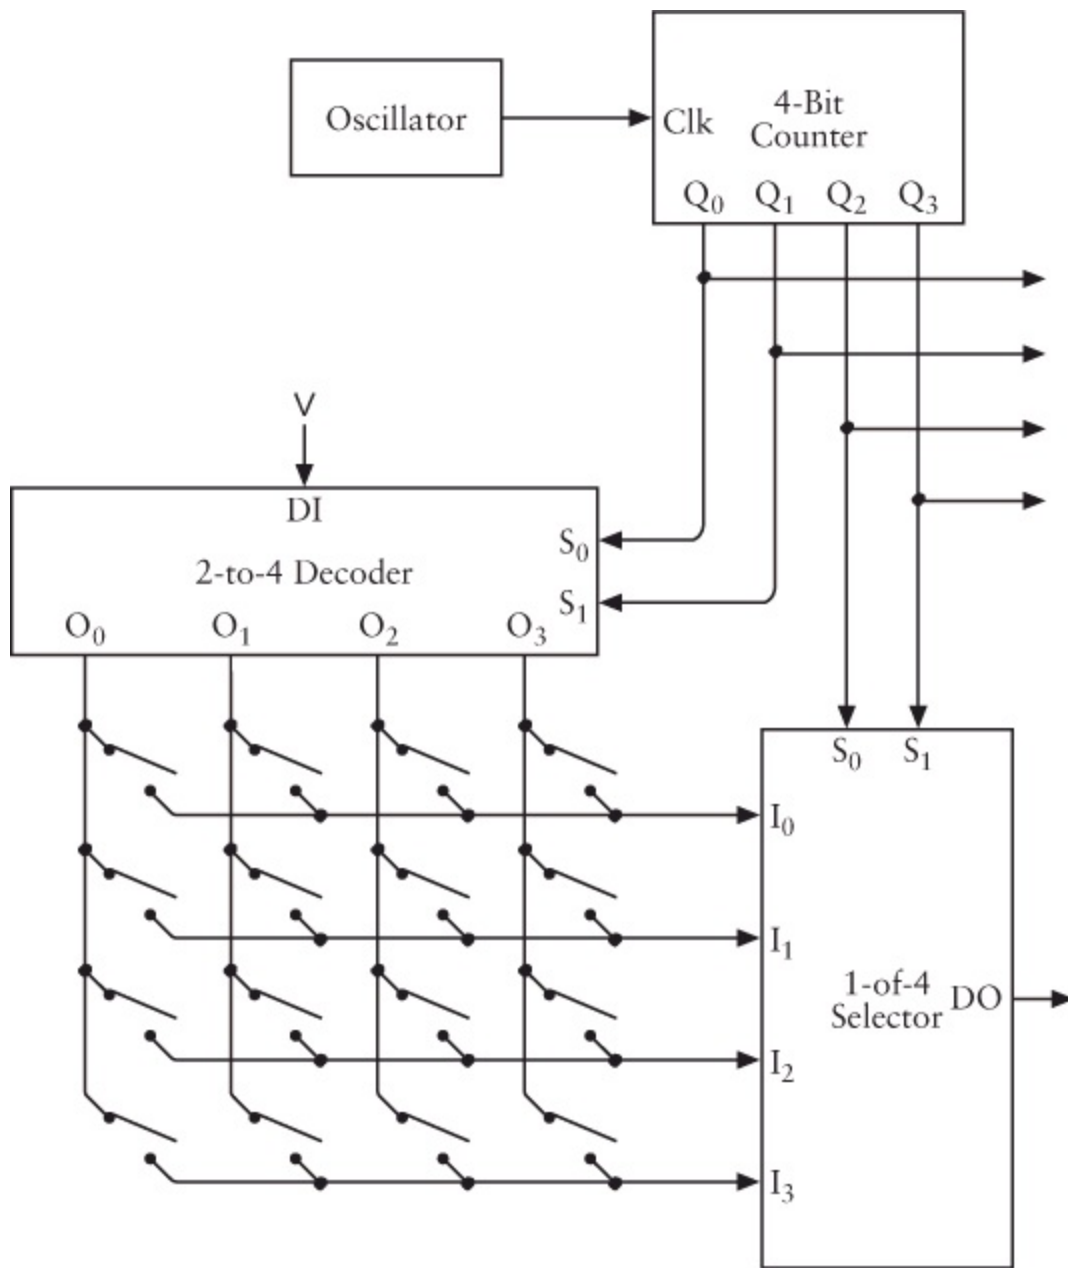 4-Bit
Counter
Oscillator
Clk
Q₀ Q₁ Q₂ Q₃
V
DI
S₀
2-to-4 Decoder
S₁
O₀ O₁ O₂ O₃
S₀ S₁
I₀
I₁
1-of-4
Selector
DO
I₂
I₃